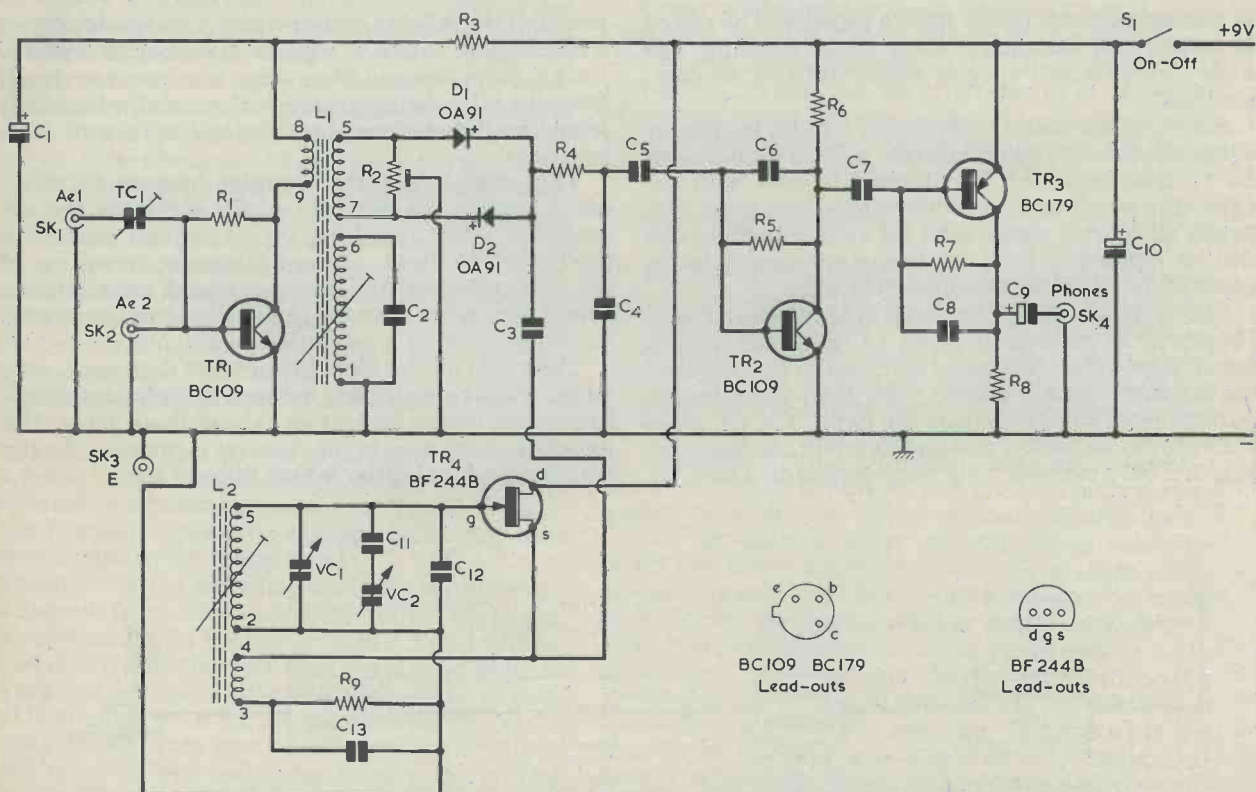 R3
S1
+9V
On-Off
D1
OA91
R6
C1
L1
8
5
R2
9
7
R4
C5
C6
C7
TR3
BC179
Ae1
TC1
R1
SK1
D2
OA91
6
R5
R7
C10
C9
Phones
SK4
Ae 2
SK2
C2
C3
C4
C8
TR1
BC109
1
TR2
BC109
R8
SK3
E
TR4
BF244B
d
g
s
L2
5
C11
VC1
VC2
C12
2
4
R9
3
C13
e
b
c
d g s
BC109 BC179
Lead-outs
BF244B
Lead-outs